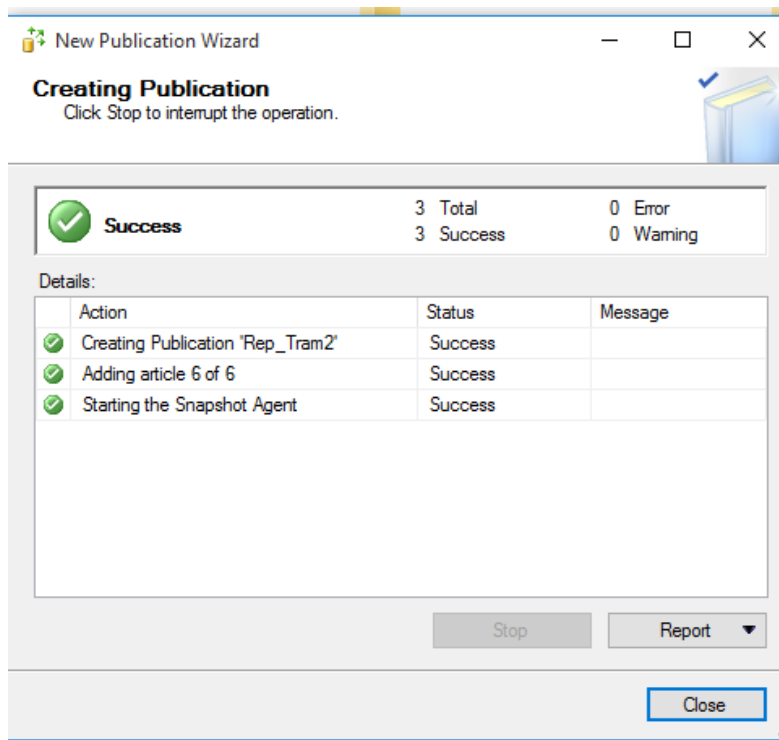 New Publication Wizard
Creating Publication
Click Stop to interrupt the operation.
Success
3 Total 0 Error
3 Success 0 Warning
Details:
Action Status Message
Creating Publication 'Rep_Tram2' Success
Adding article 6 of 6 Success
Starting the Snapshot Agent Success
Stop Report
Close